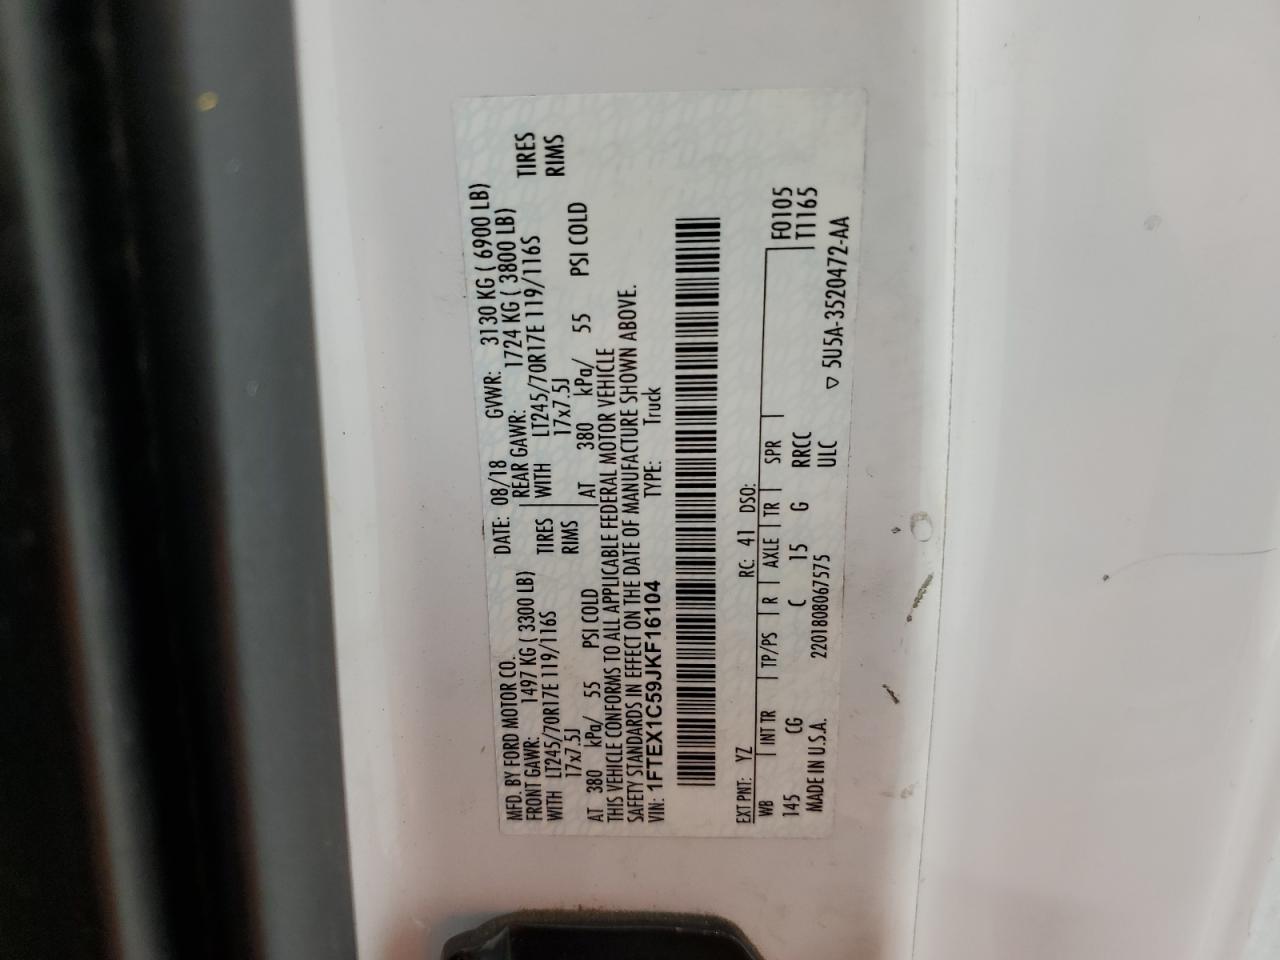 MFD. BY FORD MOTOR CO. DATE: 08/18 GVWR: 3130 KG ( 6900 LB)
FRONT GAWR: 1497 KG ( 3300 LB) REAR GAWR: 1724 KG ( 3800 LB)
WITH LT245/70R17E 119/116S TIRES WITH LT245/70R17E 119/116S TIRES
17x7.5J RIMS 17x7.5J RIMS
AT 380 kPa/ 55 PSI COLD AT 380 kPa/ 55 PSI COLD
THIS VEHICLE CONFORMS TO ALL APPLICABLE FEDERAL MOTOR VEHICLE
SAFETY STANDARDS IN EFFECT ON THE DATE OF MANUFACTURE SHOWN ABOVE.
VIN: 1FTEX1C59JKF16104 TYPE: Truck
EXT PNT: YZ RC: 41 DSO:
WB INT TR TP/PS R AXLE TR SPR F0105
145 CG C 15 G RRCC T1165
MADE IN U.S.A. 2201808067575 ULC ▽ 5U5A-3520472-AA